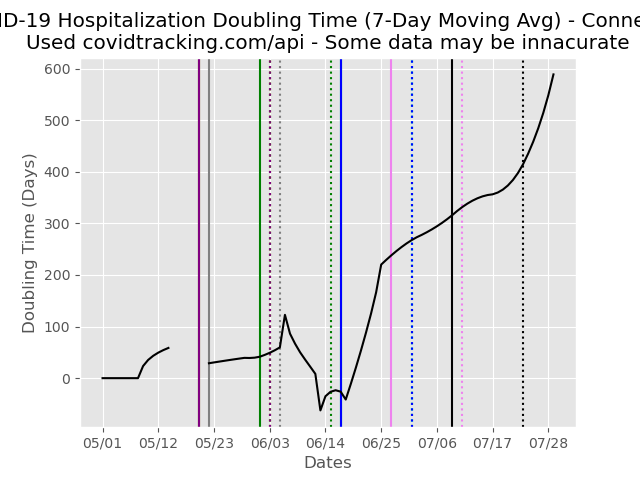 ID-19 Hospitalization Doubling Time (7-Day Moving Avg) - Conne
Used covidtracking.com/api - Some data may be innacurate
600
500
400
300
200
100
0
Doubling Time (Days)
05/01 05/12 05/23 06/03 06/14 06/25 07/06 07/17 07/28
Dates